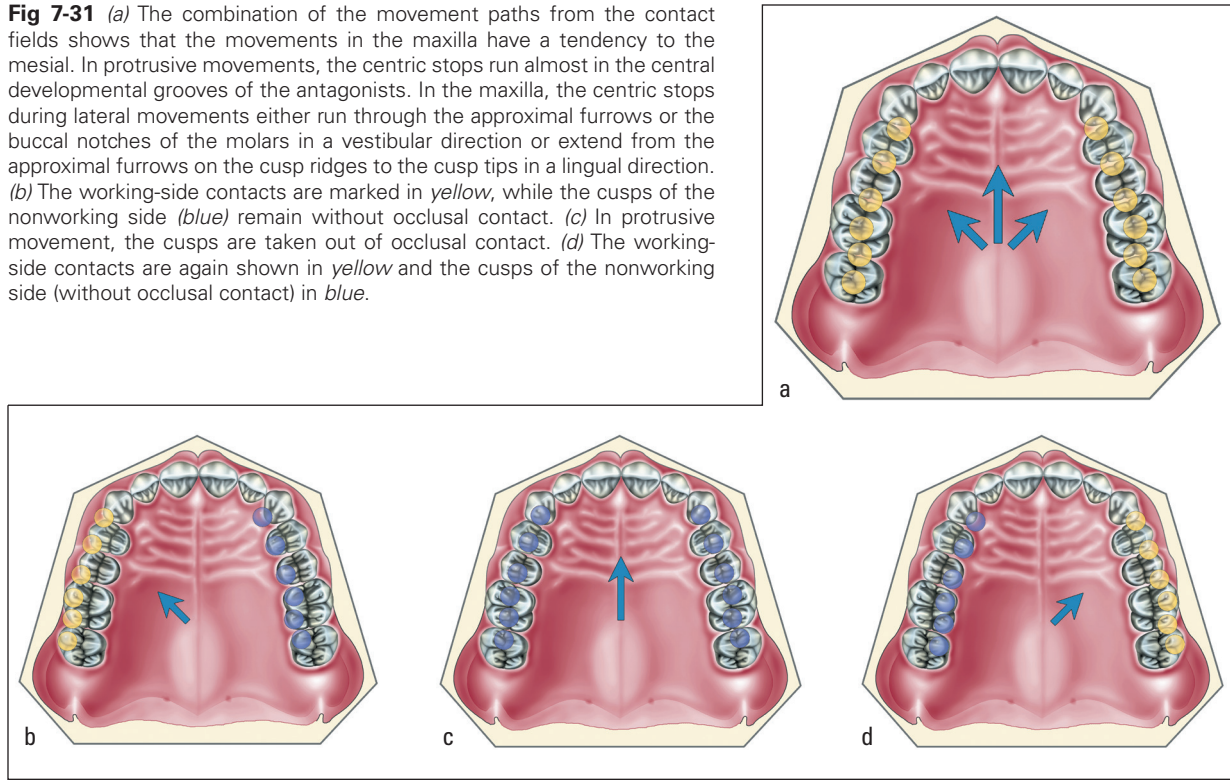 Fig 7-31 (a) The combination of the movement paths from the contact
fields shows that the movements in the maxilla have a tendency to the
mesial. In protrusive movements, the centric stops run almost in the central
developmental grooves of the antagonists. In the maxilla, the centric stops
during lateral movements either run through the approximal furrows or the
buccal notches of the molars in a vestibular direction or extend from the
approximal furrows on the cusp ridges to the cusp tips in a lingual direction.
(b) The working-side contacts are marked in yellow, while the cusps of the
nonworking side (blue) remain without occlusal contact. (c) In protrusive
movement, the cusps are taken out of occlusal contact. (d) The working-
side contacts are again shown in yellow and the cusps of the nonworking
side (without occlusal contact) in blue.
a
b
c
d